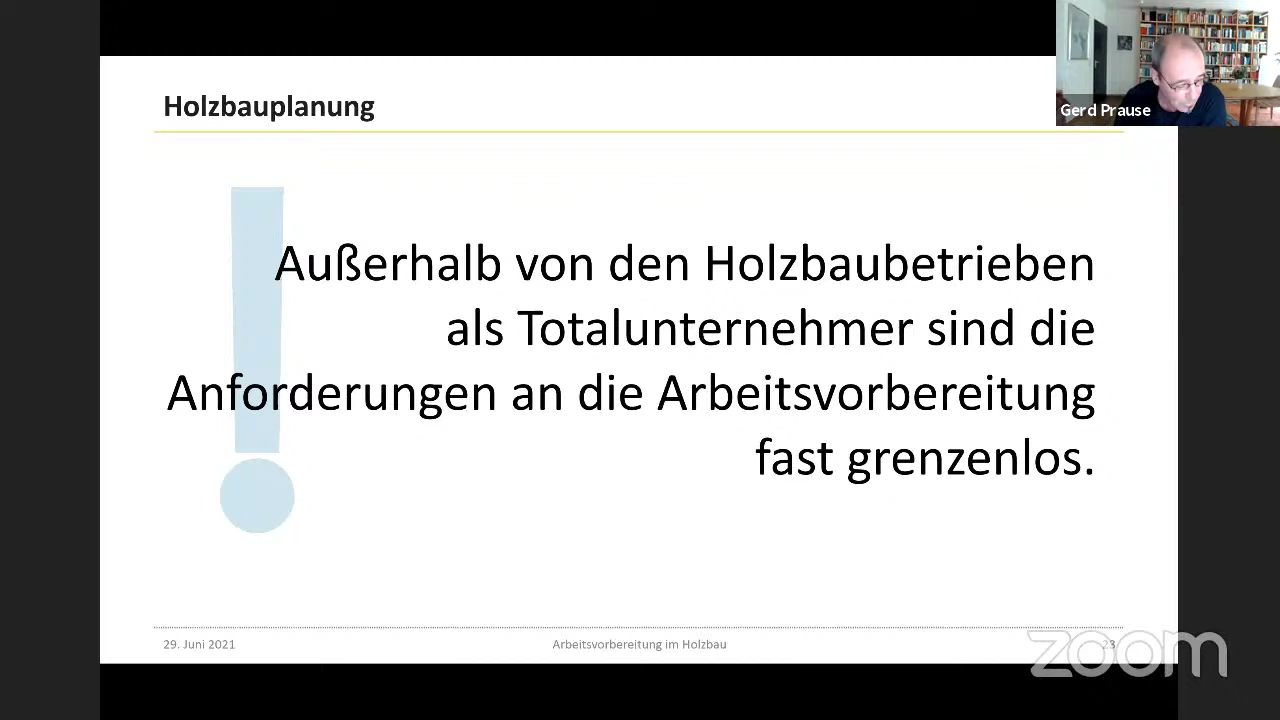 Holzbauplanung
Gerd Prause
Außerhalb von den Holzbaubetrieben
als Totalunternehmer sind die
Anforderungen an die Arbeitsvorbereitung
fast grenzenlos.
29. Juni 2021
Arbeitsvorbereitung im Holzbau
23
zoom